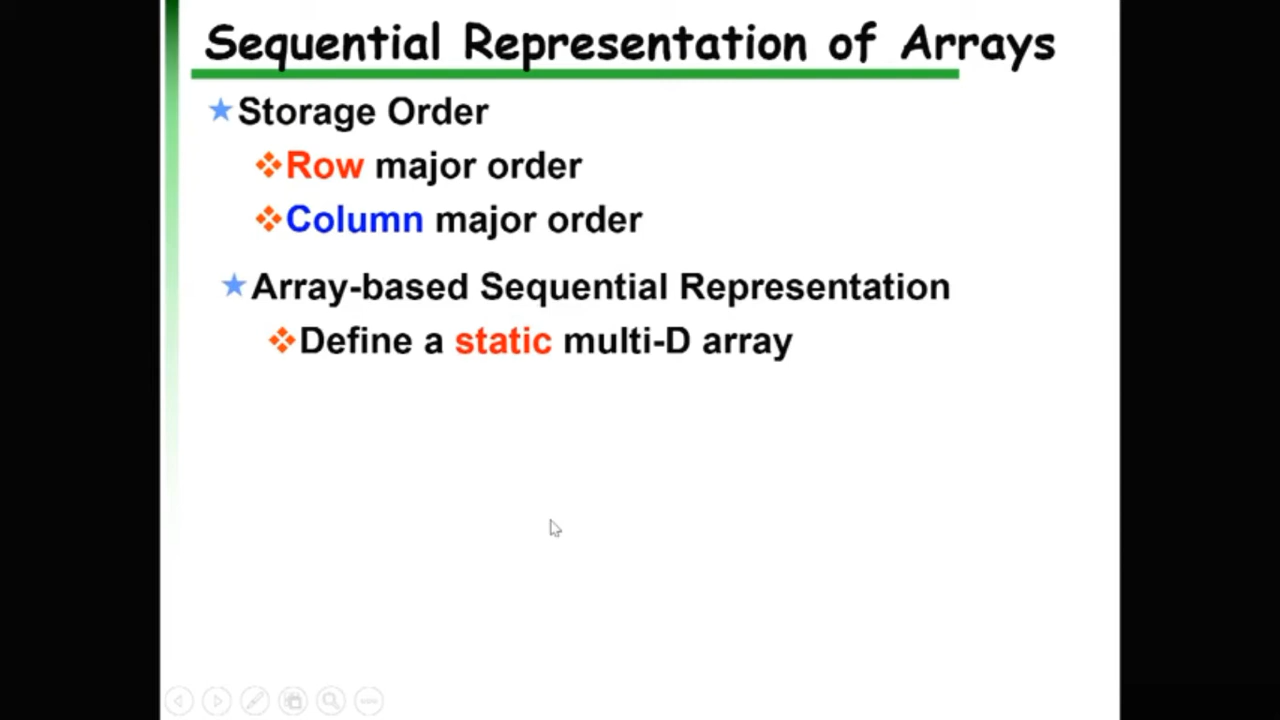 Sequential Representation of Arrays
Storage Order
Row major order
Column major order
Array-based Sequential Representation
Define a static multi-D array